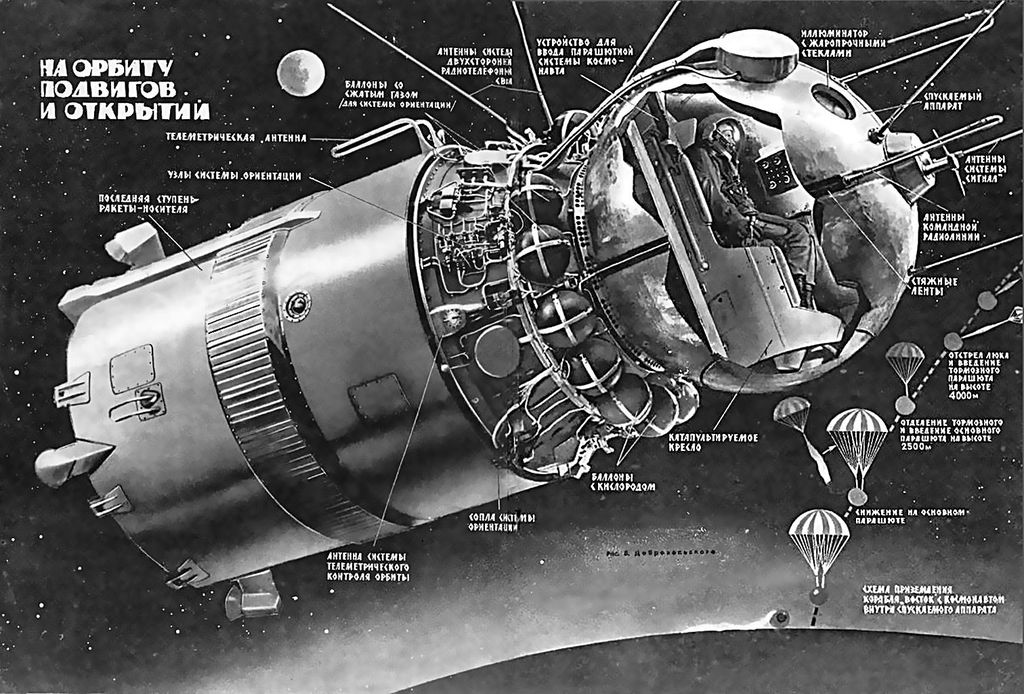 НА ОРБИТУ
ПОДВИГОВ
И ОТКРЫТИЙ
ТЕЛЕМЕТРИЧЕСКАЯ АНТЕННА
УЗЛЫ СИСТЕМЫ ОРИЕНТАЦИИ
ПОСЛЕДНЯЯ СТУПЕНЬ
РАКЕТЫ-НОСИТЕЛЯ
БАЛЛОНЫ СО
СЖАТЫМ ГАЗОМ
/ДЛЯ СИСТЕМЫ ОРИЕНТАЦИИ/
АНТЕННЫ СИСТЕМ
ДВУХСТОРОННЕЙ
РАДИОТЕЛЕФОННОЙ
СВЯЗИ
УСТРОЙСТВО ДЛЯ
ВВОДА ПАРАШЮТНОЙ
СИСТЕМЫ КОСМО-
НАВТА
ИЛЛЮМИНАТОР
С ЖАРОПРОЧНЫМИ
СТЕКЛАМИ
СПУСКАЕМЫЙ
АППАРАТ
АНТЕННЫ
СИСТЕМЫ
"СИГНАЛ"
АНТЕННЫ
КОМАНДНОЙ
РАДИОЛИНИИ
СТЯЖНЫЕ
ЛЕНТЫ
ОТСТРЕЛ ЛЮКА
И ВВЕДЕНИЕ
ТОРМОЗНОГО
ПАРАШЮТА
НА ВЫСОТЕ
4000м
ОТДЕЛЕНИЕ ТОРМОЗНОГО
И ВВЕДЕНИЕ ОСНОВНОГО
ПАРАШЮТА НА ВЫСОТЕ
2500м
КАТАПУЛЬТИРУЕМОЕ
КРЕСЛО
БАЛЛОНЫ
С КИСЛОРОДОМ
СОПЛА СИСТЕМЫ
ОРИЕНТАЦИИ
СНИЖЕНИЕ НА ОСНОВНОМ
ПАРАШЮТЕ
АНТЕННА СИСТЕМЫ
ТЕЛЕМЕТРИЧЕСКОГО
КОНТРОЛЯ ОРБИТЫ
Рис. Б. Добровольского
СХЕМА ПРИЗЕМЛЕНИЯ
КОРАБЛЯ "ВОСТОК" С КОСМОНАВТОМ
ВНУТРИ СПУСКАЕМОГО АППАРАТА